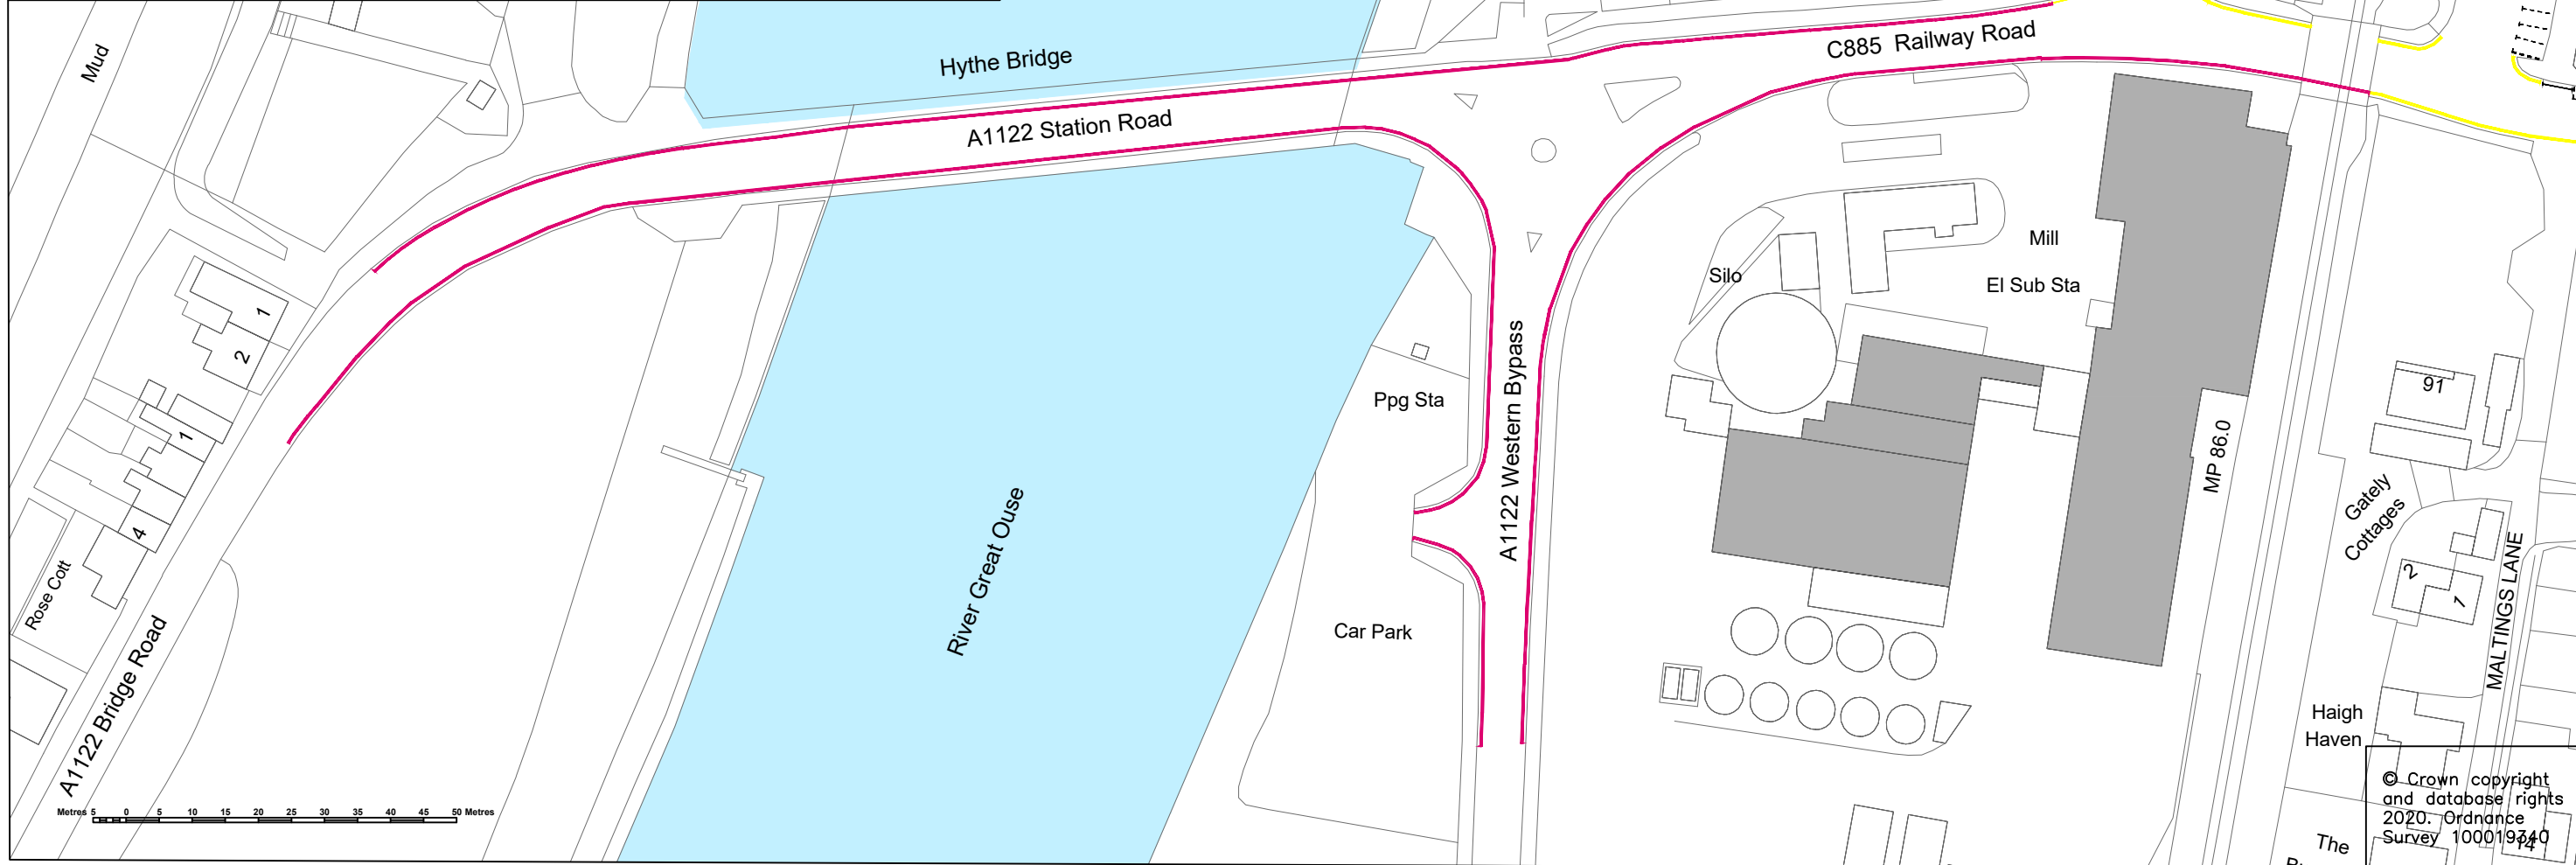 Mud
Hythe Bridge
C885 Railway Road
A1122 Station Road
Mill
Silo
El Sub Sta
1
2
Ppg Sta
A1122 Western Bypass
91
1
MP 86.0
Gately
Cottages
4
River Great Ouse
Rose Cott
2
1
MALTINGS LANE
Car Park
A1122 Bridge Road
Haigh
Haven
Metres 5 0 5 10 15 20 25 30 35 40 45 50 Metres
© Crown copyright
and database rights
2020. Ordnance
Survey 100019340
The
14